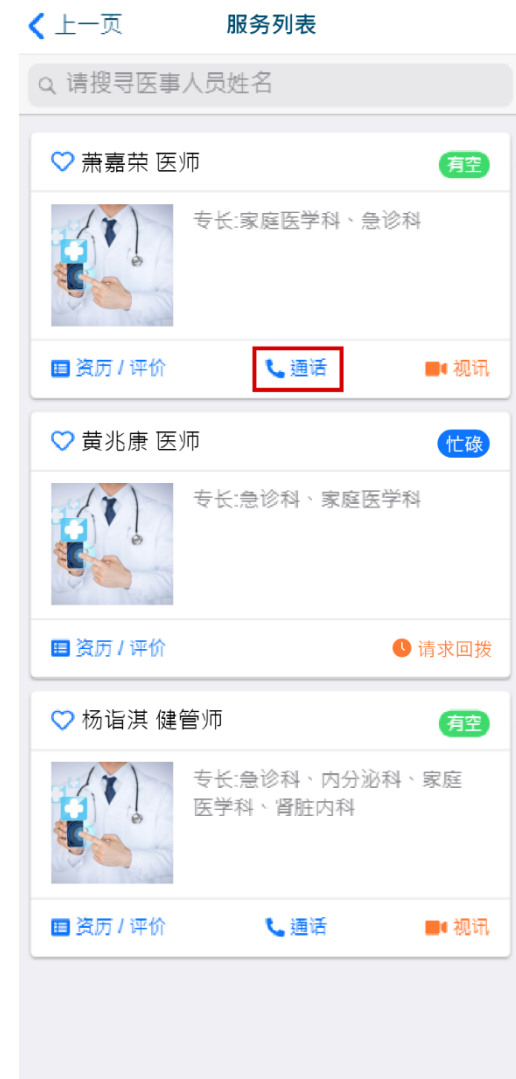 上一页 服务列表
请搜寻医事人员姓名
萧嘉荣 医师 有空
专长:家庭医学科、急诊科
资历 / 评价 通话 视讯
黄兆康 医师 忙碌
专长:急诊科、家庭医学科
资历 / 评价 请求回拨
杨诣淇 健管师 有空
专长:急诊科、内分泌科、家庭
医学科、肾脏内科
资历 / 评价 通话 视讯